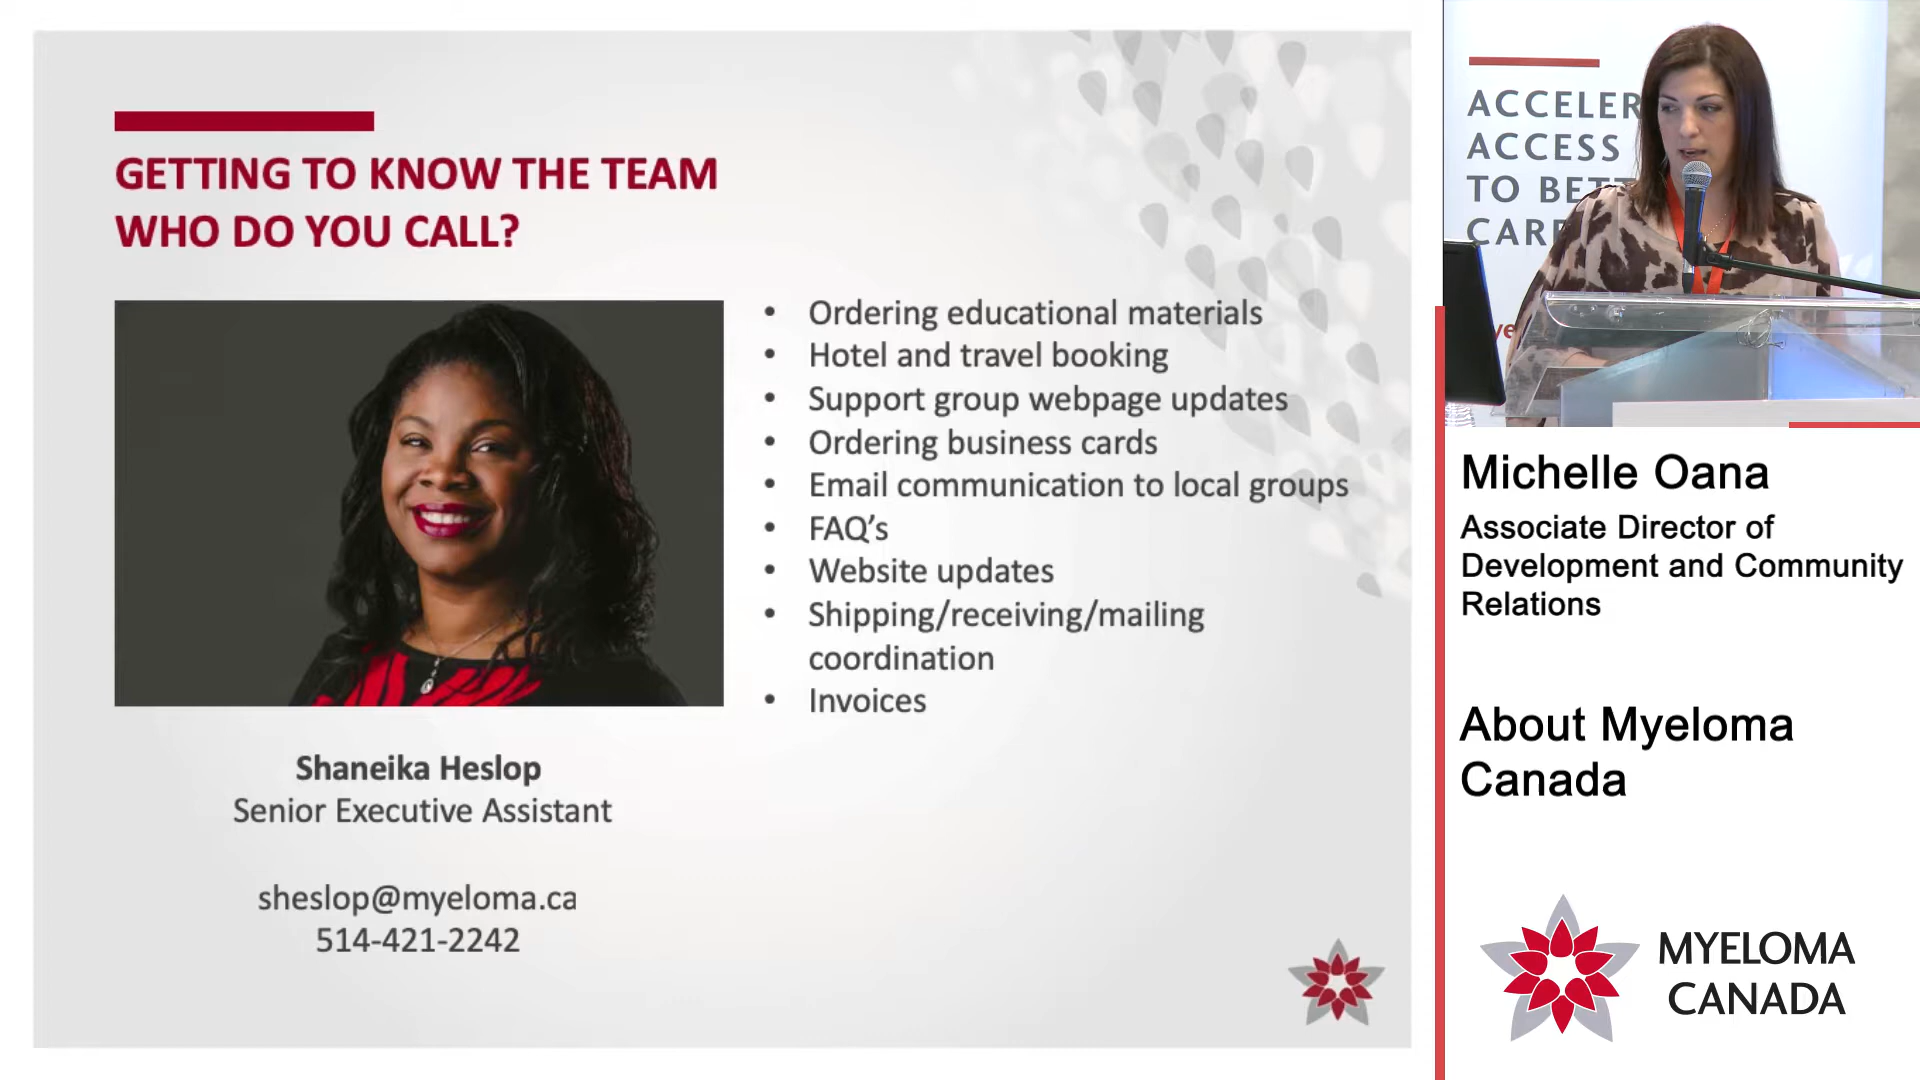 GETTING TO KNOW THE TEAM
WHO DO YOU CALL?
• Ordering educational materials
• Hotel and travel booking
• Support group webpage updates
• Ordering business cards
• Email communication to local groups
• FAQ’s
• Website updates
• Shipping/receiving/mailing
coordination
• Invoices
Shaneika Heslop
Senior Executive Assistant
sheslop@myeloma.ca
514-421-2242
ACCELER
ACCESS
TO BET
CAR
ye
Michelle Oana
Associate Director of
Development and Community
Relations
About Myeloma
Canada
MYELOMA
CANADA